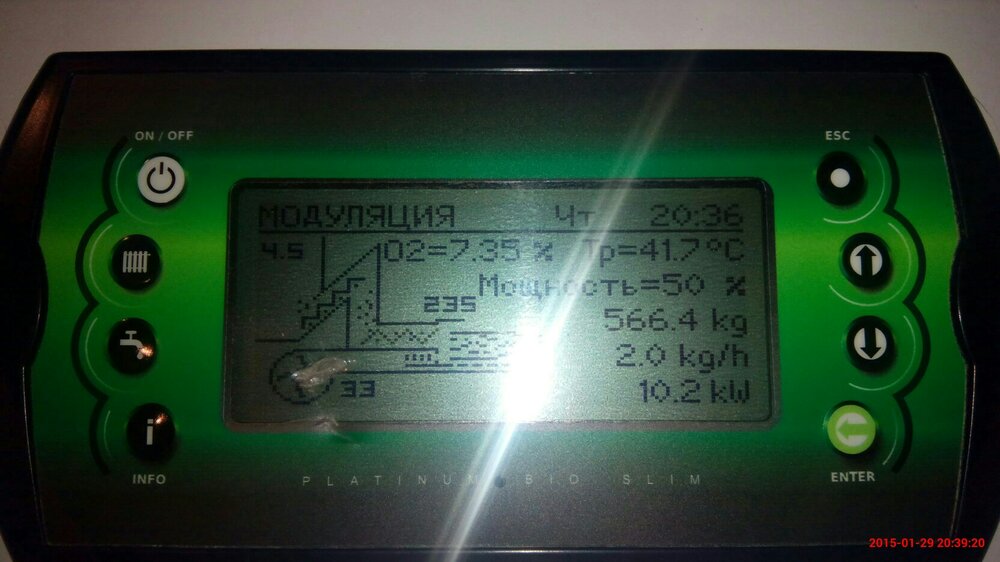 ON / OFF
ESC
МОДУЛЯЦИЯ Чт 20:36
4.5 O2=7.35 % Tp=41.7°C
Мощность=50 %
235
566.4 kg
2.0 kg/h
33
10.2 kW
INFO
PLATINUM BIO SLIM
ENTER
2015-01-29 20:39:20